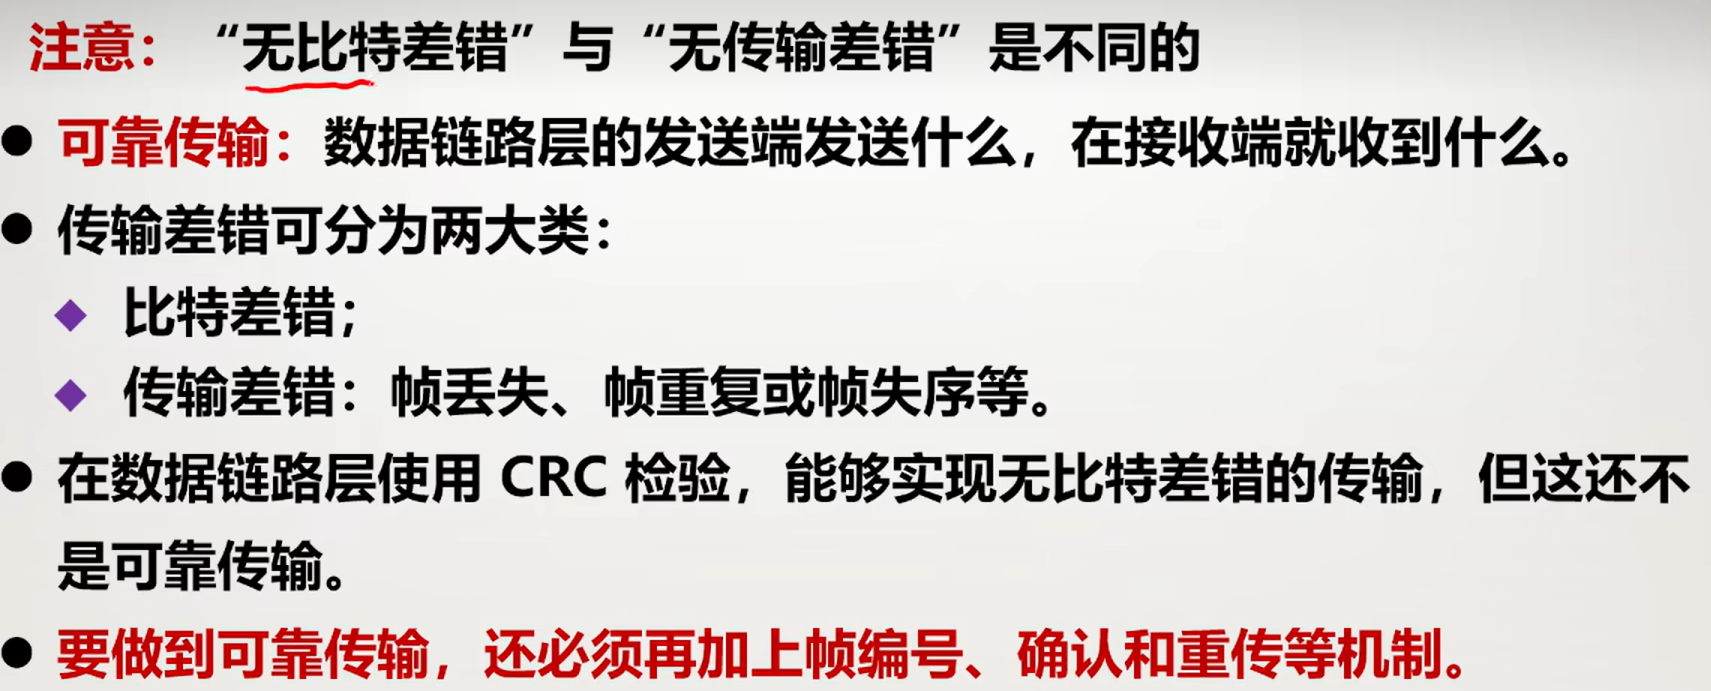 注意：“无比特差错”与“无传输差错”是不同的
● 可靠传输：数据链路层的发送端发送什么，在接收端就收到什么。
● 传输差错可分为两大类：
◆ 比特差错；
◆ 传输差错：帧丢失、帧重复或帧失序等。
● 在数据链路层使用 CRC 检验，能够实现无比特差错的传输，但这还不
是可靠传输。
● 要做到可靠传输，还必须再加上帧编号、确认和重传等机制。